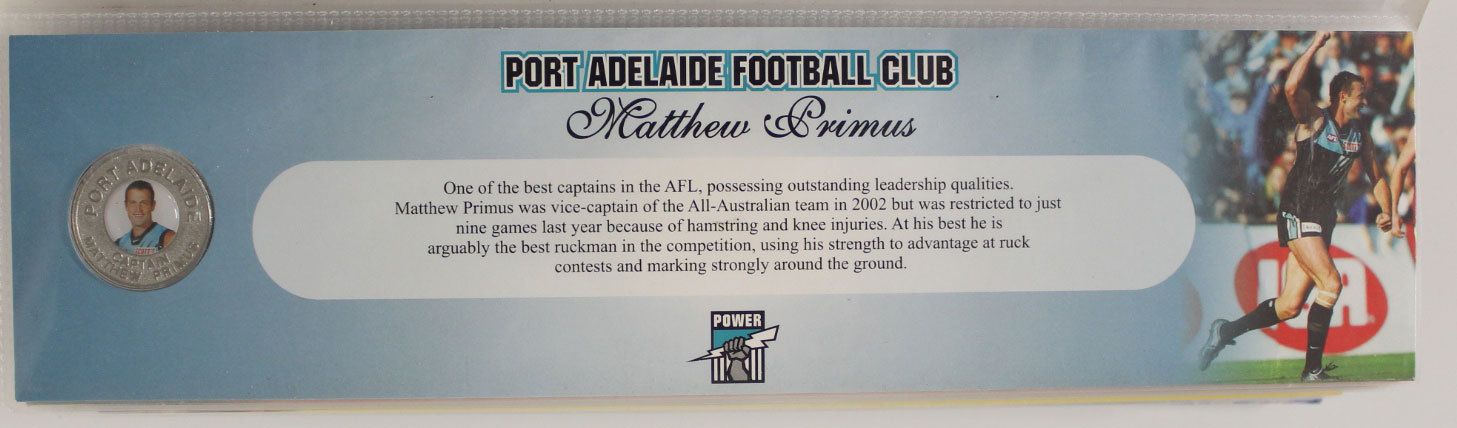 PORT ADELAIDE FOOTBALL CLUB
Matthew Primus
PORT ADELAIDE
CAPTAIN
MATTHEW PRIMUS
One of the best captains in the AFL, possessing outstanding leadership qualities.
Matthew Primus was vice-captain of the All-Australian team in 2002 but was restricted to just
nine games last year because of hamstring and knee injuries. At his best he is
arguably the best ruckman in the competition, using his strength to advantage at ruck
contests and marking strongly around the ground.
POWER